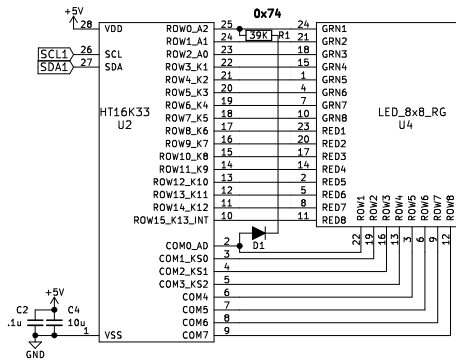 +5V
0x74
28 VDD ROW0_A2 25 24 GRN1
ROW1_A1 24 39K R1 21 GRN2
SCL1 26 SCL ROW2_A0 23 18 GRN3
SDA1 27 SDA ROW3_K1 22 15 GRN4
ROW4_K2 21 1 GRN5
ROW5_K3 20 4 GRN6
HT16K33 ROW6_K4 19 7 GRN7 LED_8x8_RG
U2 ROW7_K5 18 10 GRN8 U4
ROW8_K6 17 23 RED1
ROW9_K7 16 20 RED2
ROW10_K8 15 17 RED3
ROW11_K9 14 14 RED4
ROW12_K10 13 2 RED5
ROW13_K11 12 5 RED6
ROW14_K12 11 8 RED7
ROW15_K13_INT 10 11 RED8
ROW1 ROW2 ROW3 ROW4 ROW5 ROW6 ROW7 ROW8
22 19 16 13 3 6 9 12
COM0_AD 2 D1
COM1_KS0 3
COM2_KS1 4
COM3_KS2 5
+5V COM4 6
C2 C4 COM5 7
.1u 10u COM6 8
1 VSS COM7 9
GND